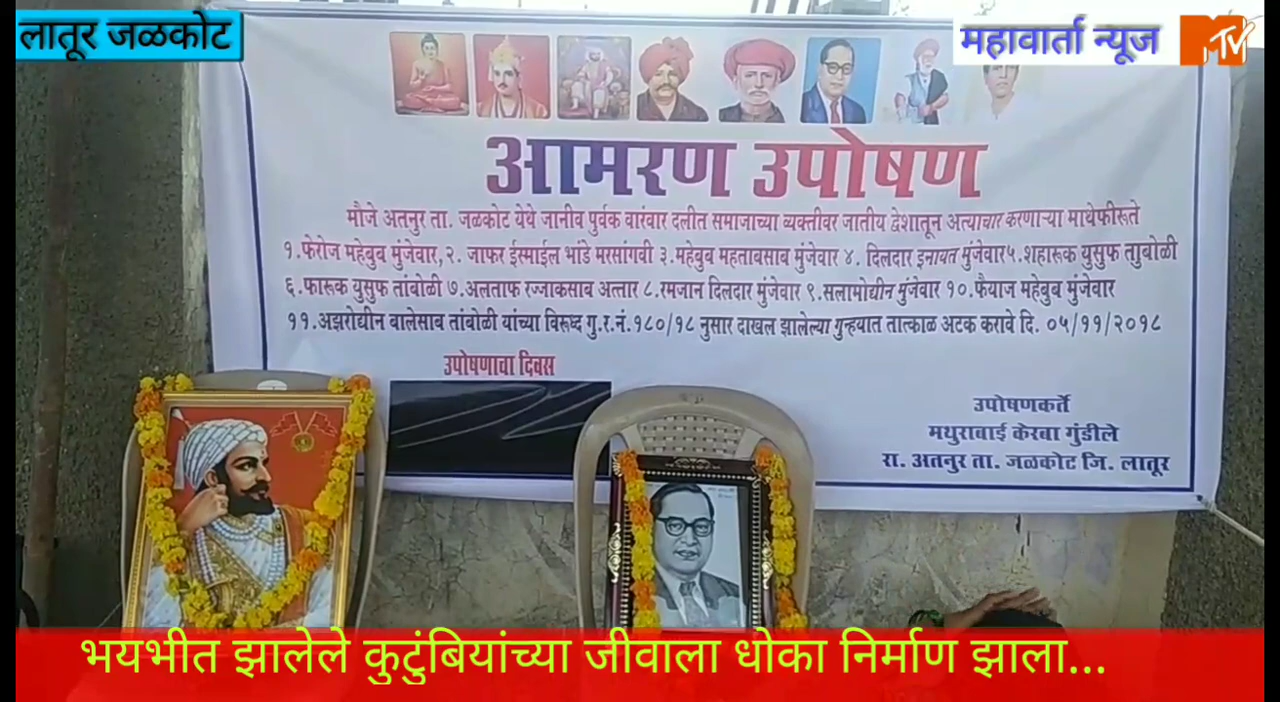 लातूर जळकोट
महावार्ता न्यूज
MTV
आमरण उपोषण
मौजे अतनुर ता. जळकोट येथे जानीव पुर्वक वारंवार दलीत समाजाच्या व्यक्तीवर जातीय द्वेशातून अत्याचार करणाऱ्या माथेफीरूते
१.फेरोज महेबुब मुंजेवार,२. जाफर ईस्माईल भांडे मरसांगवी ३.महेबुब महताबसाब मुंजेवार ४. दिलदार इनायत मुंजेवार५.शहारूक युसुफ ताुबोळी
६.फारूक युसुफ तांबोळी ७.अलताफ रज्जाकसाब अत्तार ८.रमजान दिलदार मुंजेवार ९.सलामोद्यीन मुंजेवार १०.फैयाज महेबुब मुंजेवार
११.अझरोद्यीन वालेसाब तांबोळी यांच्या विरूध्द गु.र.नं.१८०/१८ नुसार दाखल झालेल्या गुन्हयात तात्काळ अटक करावे दि. ०५/११/२०१८
उपोषणाचा दिवस
उपोषणकर्ते
मथुराबाई केरबा गुंडीले
रा. अतनुर ता. जळकोट जि. लातूर
भयभीत झालेले कुटुंबियांच्या जीवाला धोका निर्माण झाला...